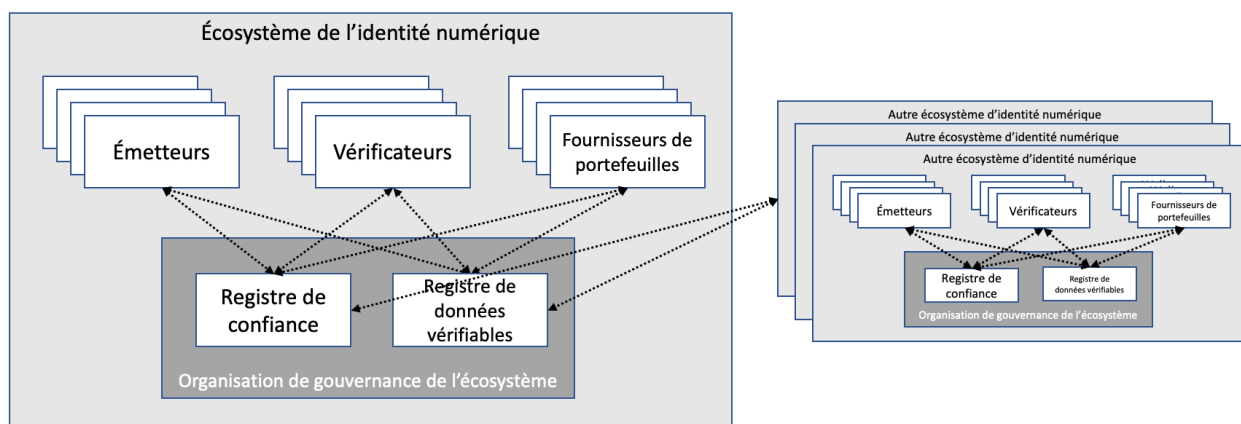 Écosystème de l’identité numérique
Émetteurs
Vérificateurs
Fournisseurs de
portefeuilles
Registre de
confiance
Registre de
données
vérifiables
Organisation de gouvernance de l’écosystème
Autre écosystème d’identité numérique
Autre écosystème d’identité numérique
Autre écosystème d’identité numérique
Émetteurs
Vérificateurs
Fournisseurs de
portefeuilles
Registre de
confiance
Registre de
données vérifiables
Organisation de gouvernance de l’écosystème